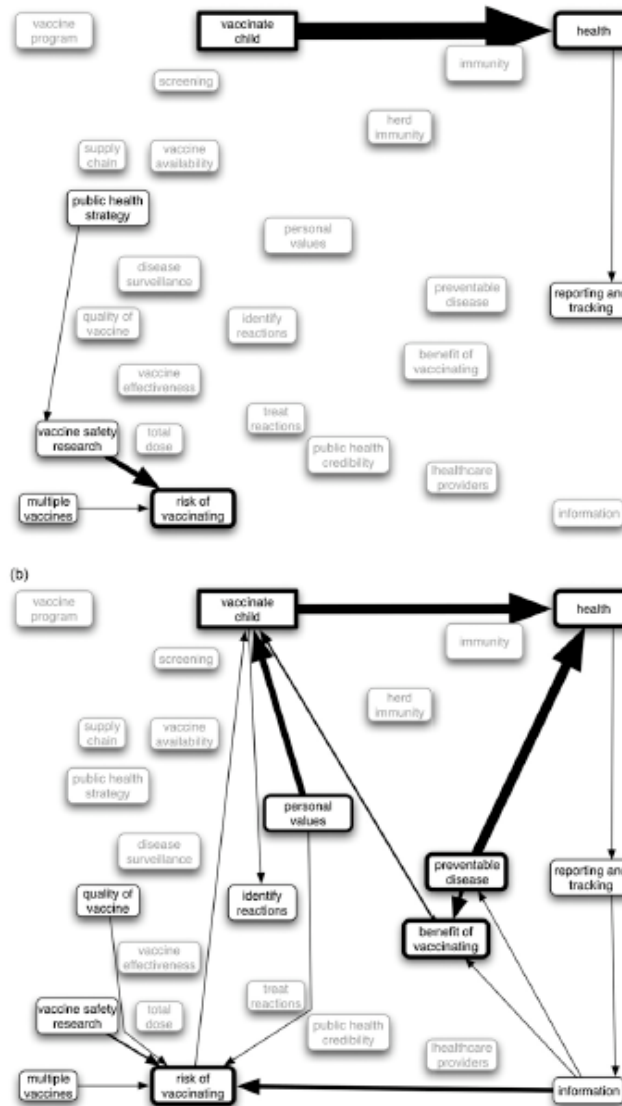 vaccine
program
vaccinate
child
health
immunity
screening
herd
immunity
supply
chain
vaccine
availability
public health
strategy
personal
values
disease
surveillance
preventable
disease
reporting and
tracking
quality of
vaccine
identify
reactions
benefit of
vaccinating
vaccine
effectiveness
treat
reactions
vaccine safety
research
total
dose
public health
credibility
healthcare
providers
multiple
vaccines
risk of
vaccinating
information
(b)
vaccine
program
vaccinate
child
health
immunity
screening
herd
immunity
supply
chain
vaccine
availability
public health
strategy
personal
values
disease
surveillance
preventable
disease
reporting and
tracking
quality of
vaccine
identify
reactions
benefit of
vaccinating
vaccine
effectiveness
treat
reactions
vaccine safety
research
total
dose
public health
credibility
healthcare
providers
multiple
vaccines
risk of
vaccinating
information